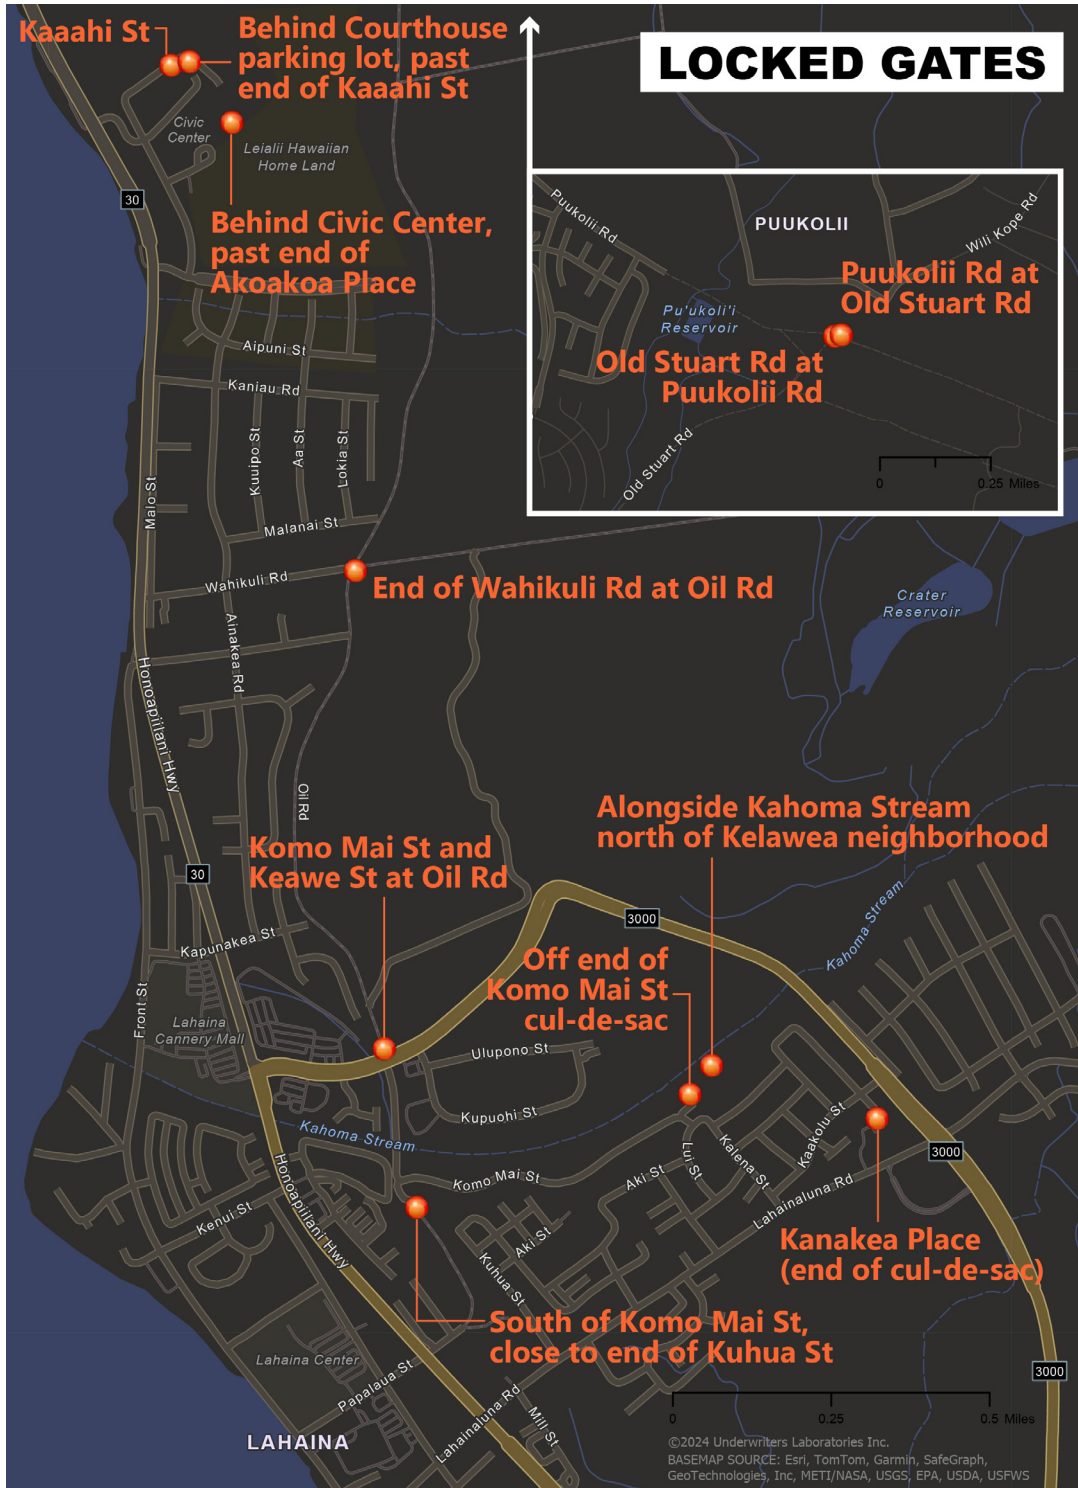 LOCKED GATES
Kaaahi St
Behind Courthouse
parking lot, past
end of Kaaahi St
Civic
Center
Leialii Hawaiian
Home Land
30
Behind Civic Center,
past end of
Akoakoa Place
Puukolii Rd
PUUKOLII
Wili Kope Rd
Puukolii Rd at
Old Stuart Rd
Pu'ukoli'i
Reservoir
Old Stuart Rd at
Puukolii Rd
Old Stuart Rd
0
0.25 Miles
Aipuni St
Kaniau Rd
Kuuipo St
Aa St
Lokia St
Malo St
Malanai St
Wahikuli Rd
End of Wahikuli Rd at Oil Rd
Crater
Reservoir
Ainakea Rd
Honoapiilani Hwy
Oil Rd
Alongside Kahoma Stream
north of Kelawea neighborhood
Komo Mai St and
Keawe St at Oil Rd
30
3000
Kahoma Stream
Kapunakea St
Off end of
Komo Mai St
cul-de-sac
Front St
Lahaina
Cannery Mall
Ulupono St
Kupuohi St
Kahoma Stream
Kaakolu St
Kalena St
Lui St
Aki St
3000
Komo Mai St
Lahainaluna Rd
Kenui St
Honoapiilani Hwy
Aki St
Kuhua St
Kanakea Place
(end of cul-de-sac)
South of Komo Mai St,
close to end of Kuhua St
Lahaina Center
Papalaua St
3000
Lahainaluna Rd
Mill St
LAHAINA
0
0.25
0.5 Miles
©2024 Underwriters Laboratories Inc.
BASEMAP SOURCE: Esri, TomTom, Garmin, SafeGraph,
GeoTechnologies, Inc, METI/NASA, USGS, EPA, USDA, USFWS